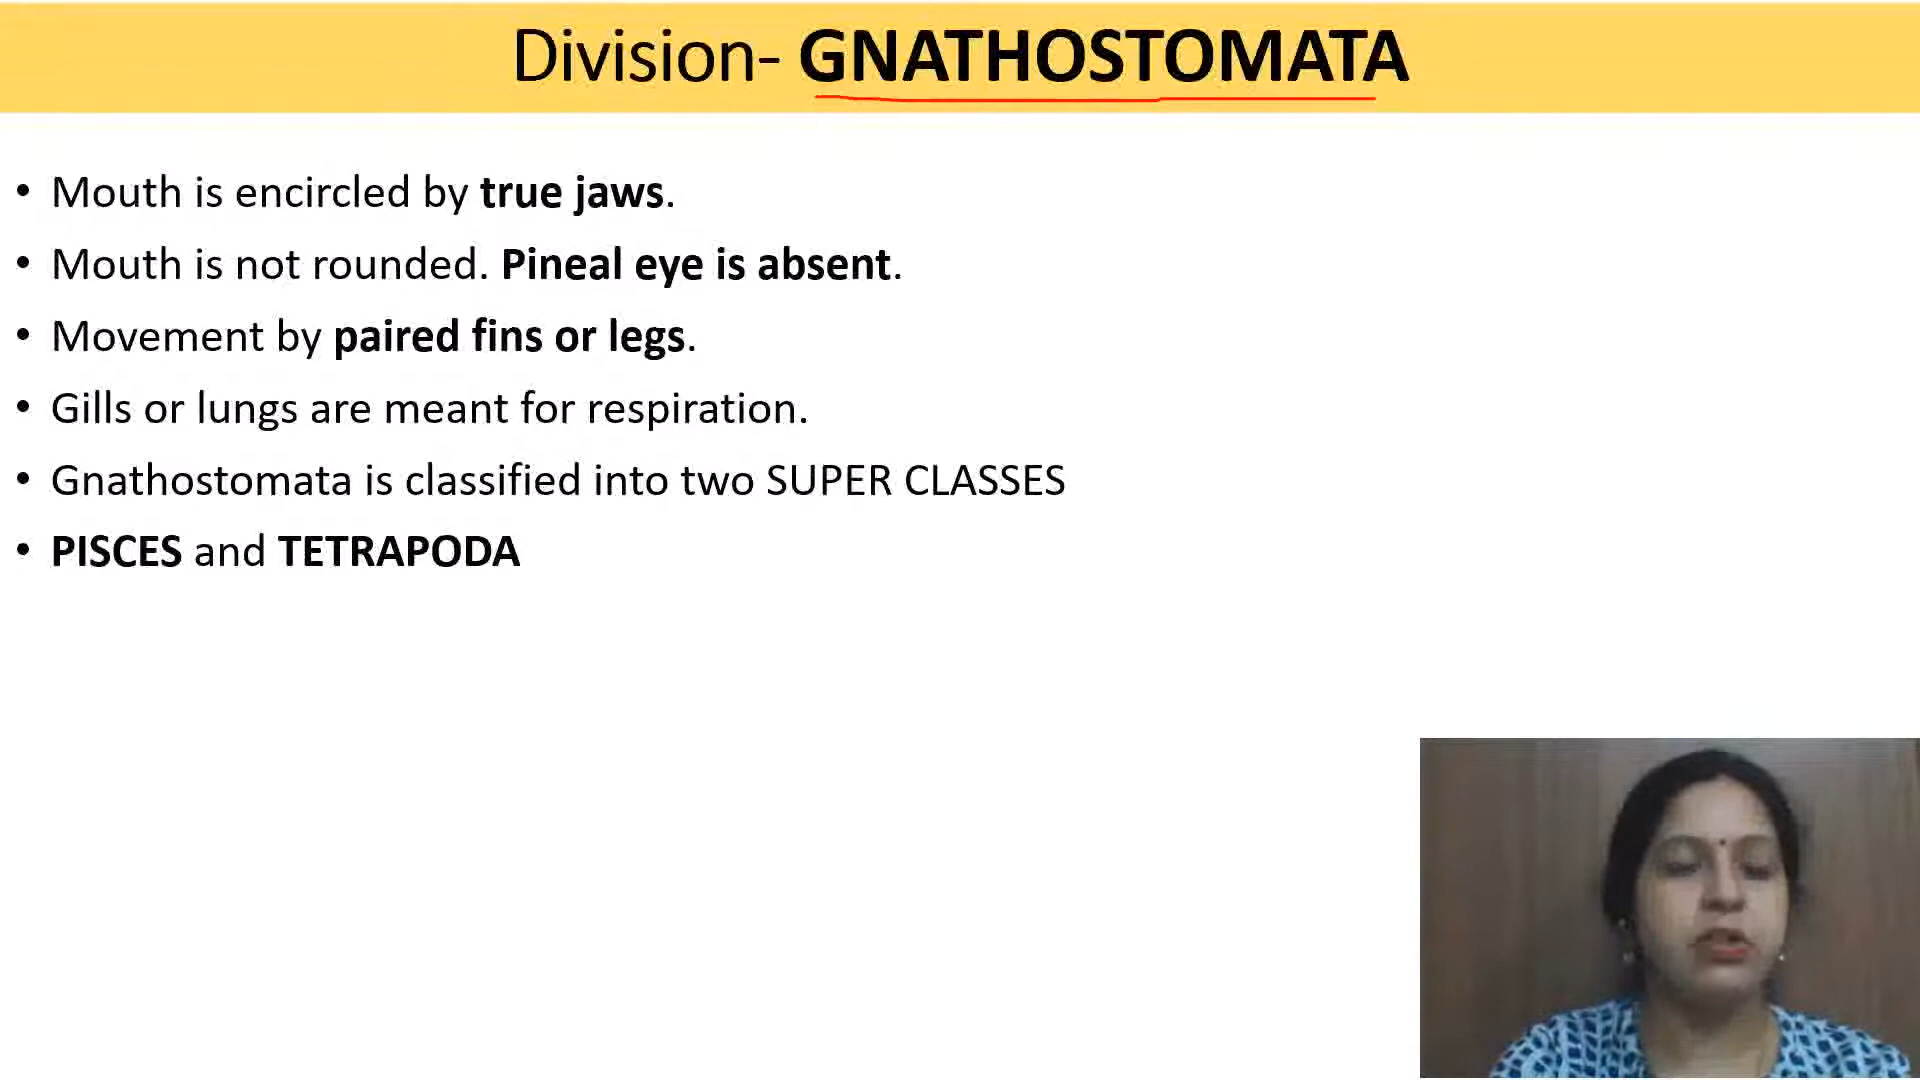 Division- GNATHOSTOMATA
• Mouth is encircled by true jaws.
• Mouth is not rounded. Pineal eye is absent.
• Movement by paired fins or legs.
• Gills or lungs are meant for respiration.
• Gnathostomata is classified into two SUPER CLASSES
• PISCES and TETRAPODA